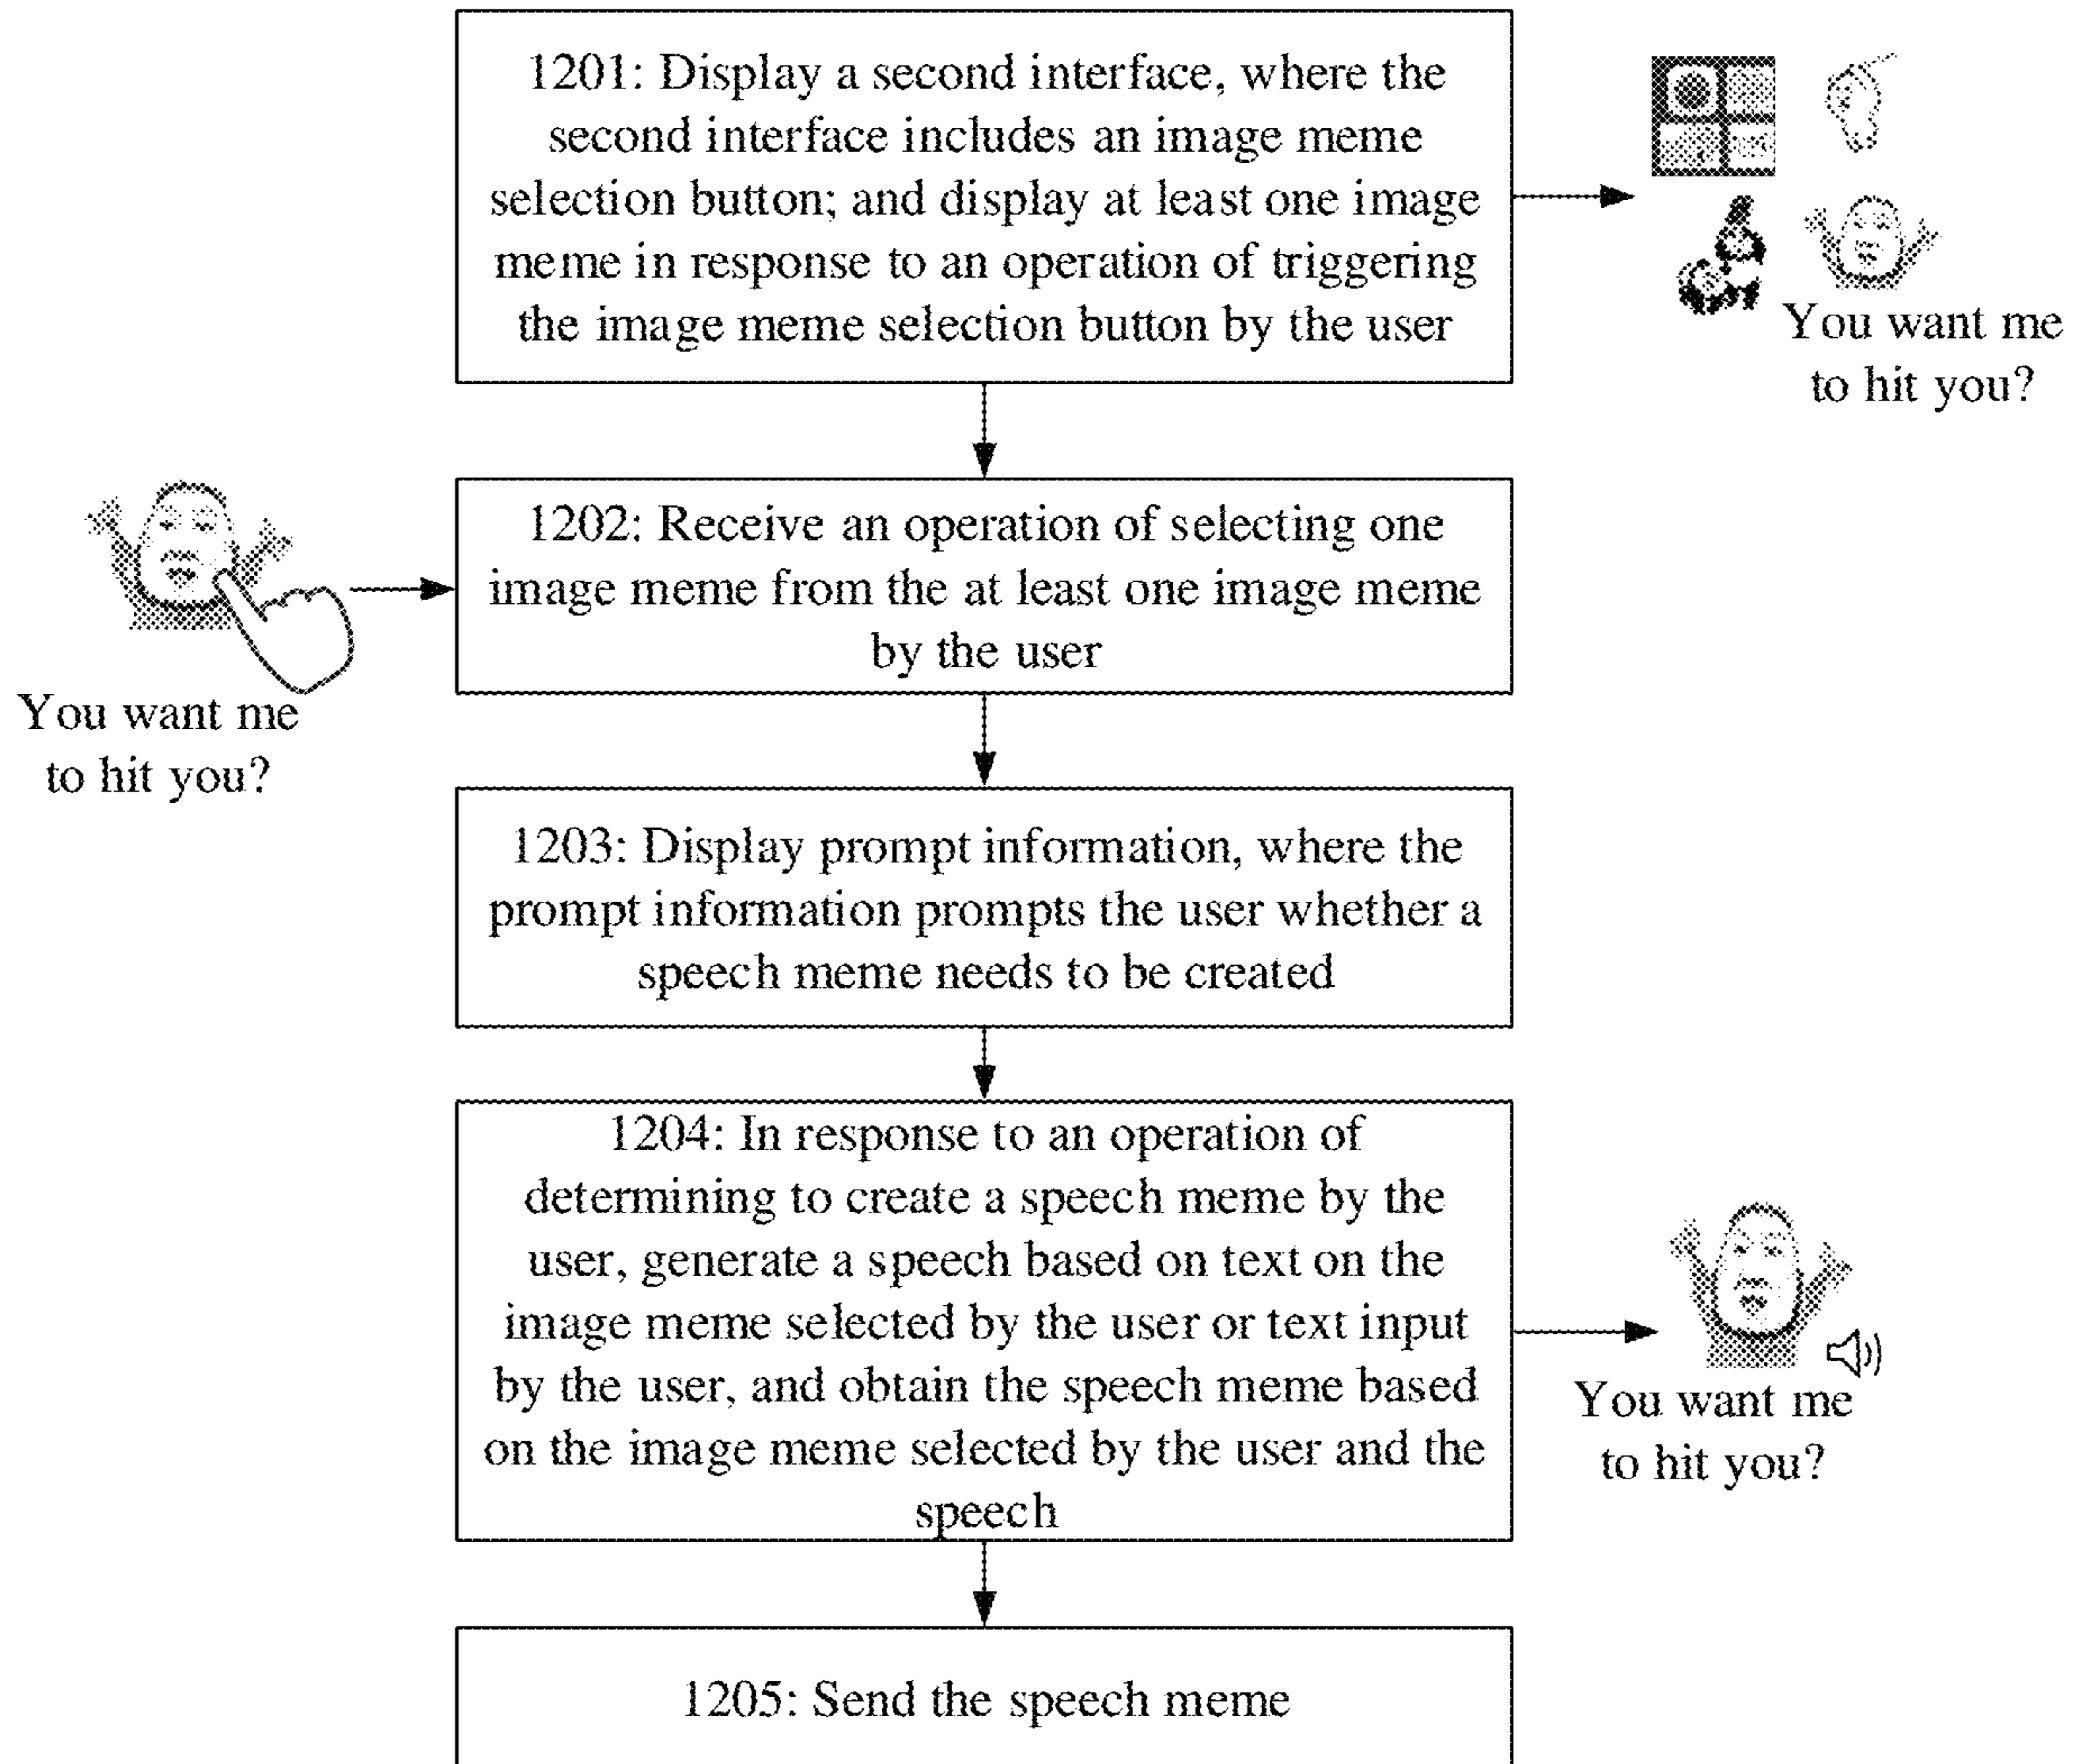 1201: Display a second interface, where the
second interface includes an image meme
selection button; and display at least one image
meme in response to an operation of triggering
the image meme selection button by the user
You want me
to hit you?
1202: Receive an operation of selecting one
image meme from the at least one image meme
by the user
You want me
to hit you?
1203: Display prompt information, where the
prompt information prompts the user whether a
speech meme needs to be created
1204: In response to an operation of
determining to create a speech meme by the
user, generate a speech based on text on the
image meme selected by the user or text input
by the user, and obtain the speech meme based
on the image meme selected by the user and the
speech
You want me
to hit you?
1205: Send the speech meme